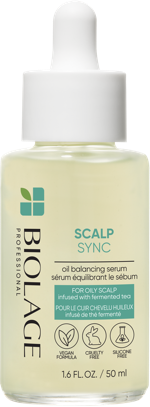 BIOLAGE
PROFESSIONAL
SCALP
SYNC
oil balancing serum
sérum équilibrant le sébum
FOR OILY SCALP
infused with fermented tea
POUR LE CUIR CHEVELU HUILEUX
infusé de thé fermenté
VEGAN
FORMULA
CRUELTY
FREE
SILICONE
FREE
1.6 FL.OZ. / 50 ml